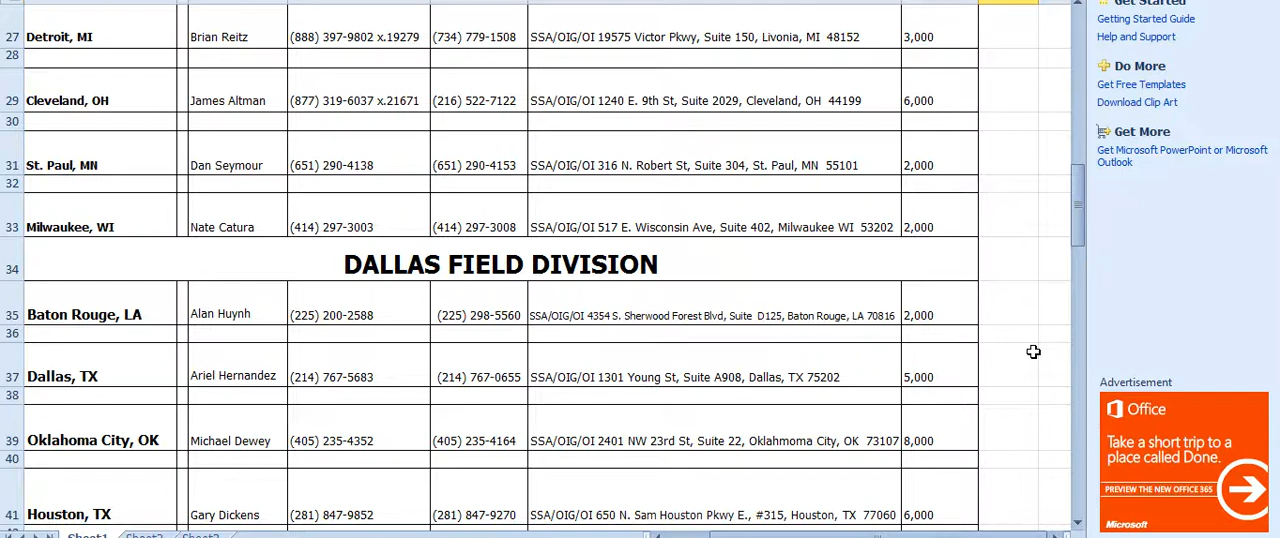 Get Started
Getting Started Guide
Help and Support
Do More
Get Free Templates
Download Clip Art
Get More
Get Microsoft PowerPoint or Microsoft
Outlook
27 Detroit, MI Brian Reitz (888) 397-9802 x.19279 (734) 779-1508 SSA/OIG/OI 19575 Victor Pkwy, Suite 150, Livonia, MI 48152 3,000
28
29 Cleveland, OH James Altman (877) 319-6037 x.21671 (216) 522-7122 SSA/OIG/OI 1240 E. 9th St, Suite 2029, Cleveland, OH 44199 6,000
30
31 St. Paul, MN Dan Seymour (651) 290-4138 (651) 290-4153 SSA/OIG/OI 316 N. Robert St, Suite 304, St. Paul, MN 55101 2,000
32
33 Milwaukee, WI Nate Catura (414) 297-3003 (414) 297-3008 SSA/OIG/OI 517 E. Wisconsin Ave, Suite 402, Milwaukee WI 53202 2,000
34 DALLAS FIELD DIVISION
35 Baton Rouge, LA Alan Huynh (225) 200-2588 (225) 298-5560 SSA/OIG/OI 4354 S. Sherwood Forest Blvd, Suite D125, Baton Rouge, LA 70816 2,000
36
37 Dallas, TX Ariel Hernandez (214) 767-5683 (214) 767-0655 SSA/OIG/OI 1301 Young St, Suite A908, Dallas, TX 75202 5,000
38
39 Oklahoma City, OK Michael Dewey (405) 235-4352 (405) 235-4164 SSA/OIG/OI 2401 NW 23rd St, Suite 22, Oklahmoma City, OK 73107 8,000
40
41 Houston, TX Gary Dickens (281) 847-9852 (281) 847-9270 SSA/OIG/OI 650 N. Sam Houston Pkwy E., #315, Houston, TX 77060 6,000
Sheet1 Sheet2 Sheet3
Advertisement
Office
Take a short trip to a
place called Done.
PREVIEW THE NEW OFFICE 365
Microsoft